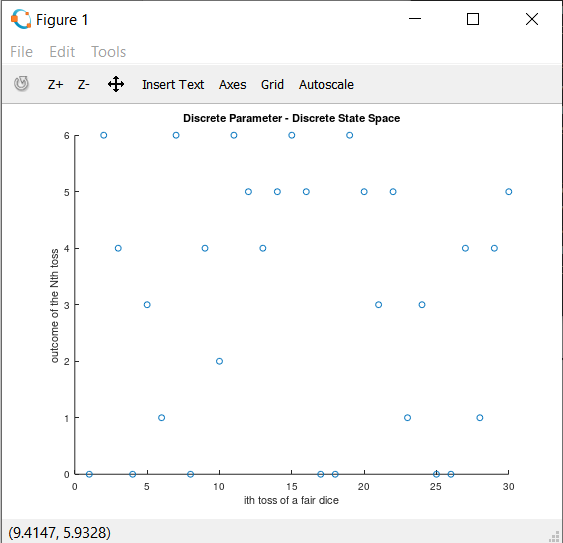 Figure 1
File Edit Tools
Z+ Z- Insert Text Axes Grid Autoscale
Discrete Parameter - Discrete State Space
6
5
4
3
2
1
0
outcome of the Nth toss
0 5 10 15 20 25 30
ith toss of a fair dice
(9.4147, 5.9328)